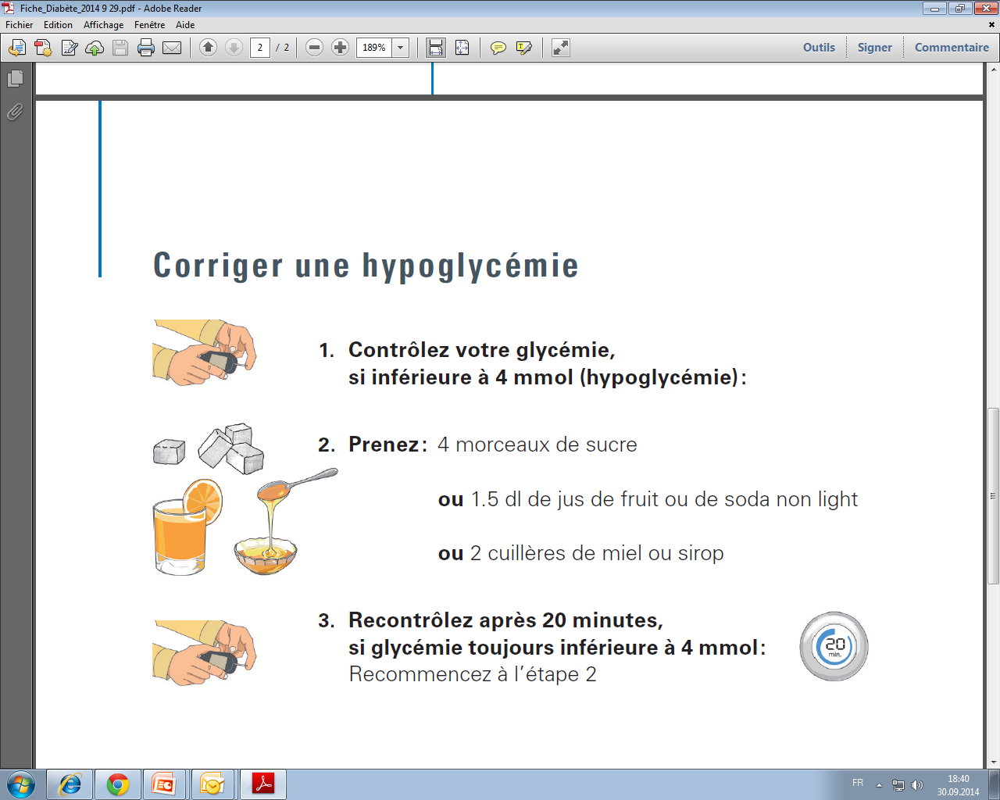 Fiche_Diabète_2014 9 29.pdf - Adobe Reader
Fichier Edition Affichage Fenêtre Aide
2 / 2 189% Outils Signer Commentaire
Corriger une hypoglycémie
1. Contrôlez votre glycémie,
si inférieure à 4 mmol (hypoglycémie) :
2. Prenez : 4 morceaux de sucre
ou 1.5 dl de jus de fruit ou de soda non light
ou 2 cuillères de miel ou sirop
3. Recontrôlez après 20 minutes,
si glycémie toujours inférieure à 4 mmol :
Recommencez à l'étape 2
20
min.
FR 18:40
30.09.2014